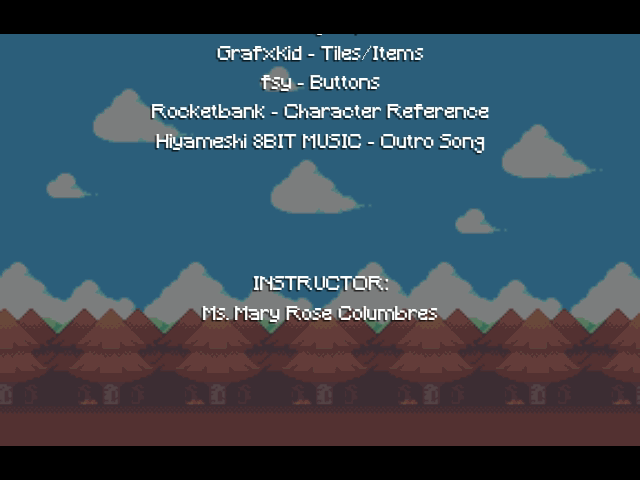 GrafxKid - Tiles/Items
fsy - Buttons
Rocketbank - Character Reference
Hiyameshi 8BIT MUSIC - Outro Song
INSTRUCTOR:
Ms. Mary Rose Columbres